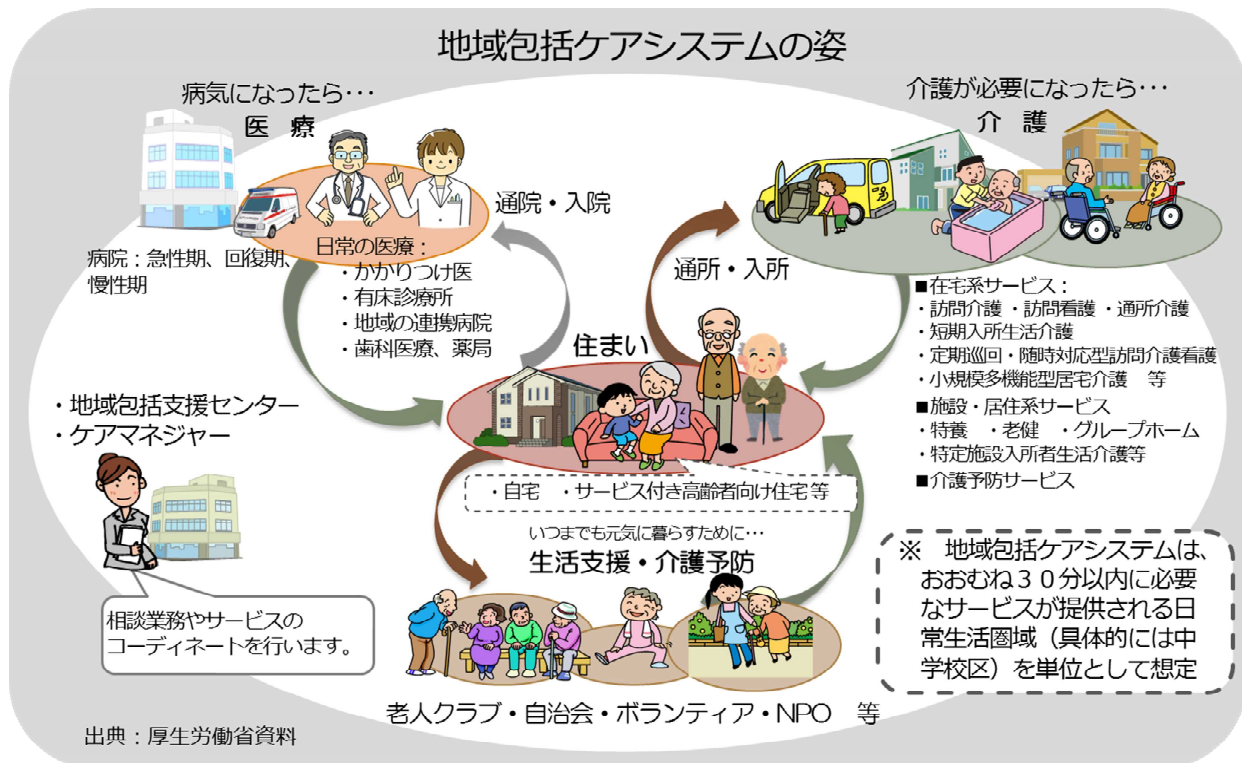 地域包括ケアシステムの姿
病気になったら･･･
医 療
介護が必要になったら･･･
介 護
通院・入院
病院：急性期、回復期、
慢性期
日常の医療：
・かかりつけ医
・有床診療所
・地域の連携病院
・歯科医療、薬局
通所・入所
住まい
■在宅系サービス：
・訪問介護 ・訪問看護 ・通所介護
・短期入所生活介護
・定期巡回・随時対応型訪問介護看護
・小規模多機能型居宅介護 等
■施設・居住系サービス
・特養 ・老健 ・グループホーム
・特定施設入所者生活介護等
■介護予防サービス
・地域包括支援センター
・ケアマネジャー
・自宅 ・サービス付き高齢者向け住宅等
いつまでも元気に暮らすために･･･
生活支援・介護予防
相談業務やサービスの
コーディネートを行います。
※ 地域包括ケアシステムは、
おおむね３０分以内に必要
なサービスが提供される日
常生活圏域（具体的には中
学校区）を単位として想定
老人クラブ・自治会・ボランティア・NPO 等
出典：厚生労働省資料